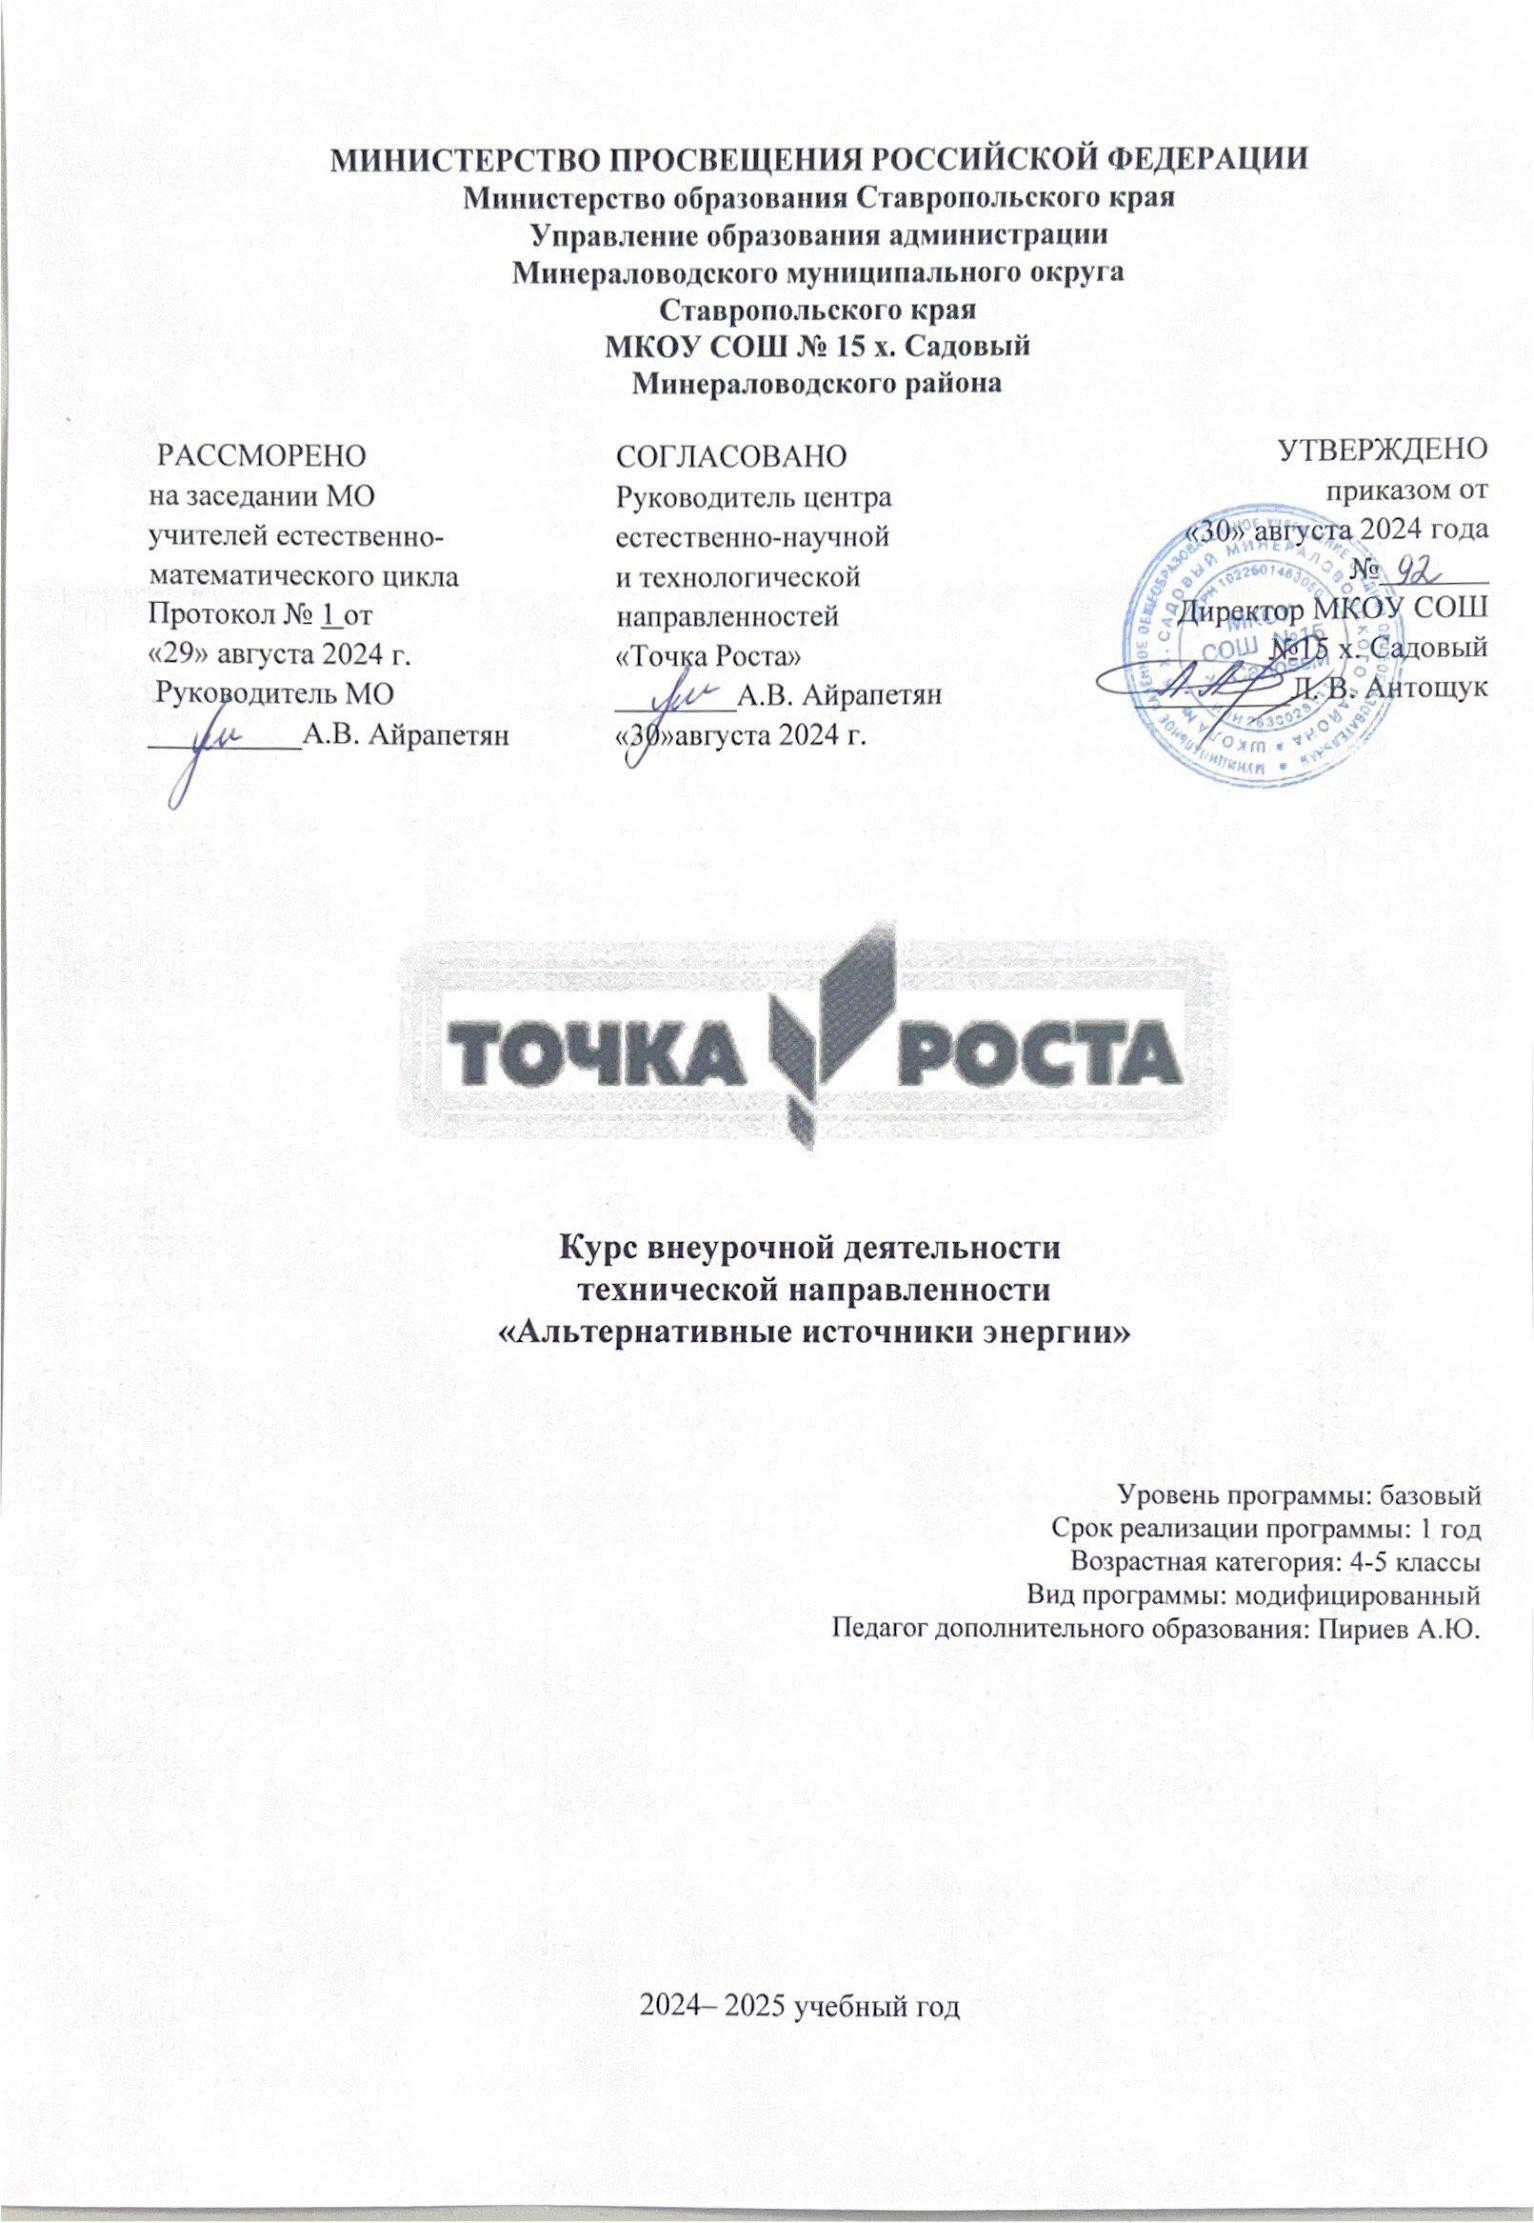 МИНИСТЕРСТВО ПРОСВЕЩЕНИЯ РОССИЙСКОЙ ФЕДЕРАЦИИ
Министерство образования Ставропольского края
Управление образования администрации
Минераловодского муниципального округа
Ставропольского края
МКОУ СОШ № 15 х. Садовый
Минераловодского района
РАССМОРЕНО
на заседании МО
учителей естественно-
математического цикла
Протокол № 1 от
«29» августа 2024 г.
Руководитель МО
А.В. Айрапетян
СОГЛАСОВАНО
Руководитель центра
естественно-научной
и технологической
направленностей
«Точка Роста»
А.В. Айрапетян
«30»августа 2024 г.
УТВЕРЖДЕНО
приказом от
«30» августа 2024 года
№ 92
Директор МКОУ СОШ
№15 х. Садовый
Л. В. Антощук
МКОУ
СОШ №15
ТОЧКА РОСТА
Курс внеурочной деятельности
технической направленности
«Альтернативные источники энергии»
Уровень программы: базовый
Срок реализации программы: 1 год
Возрастная категория: 4-5 классы
Вид программы: модифицированный
Педагог дополнительного образования: Пириев А.Ю.
2024– 2025 учебный год